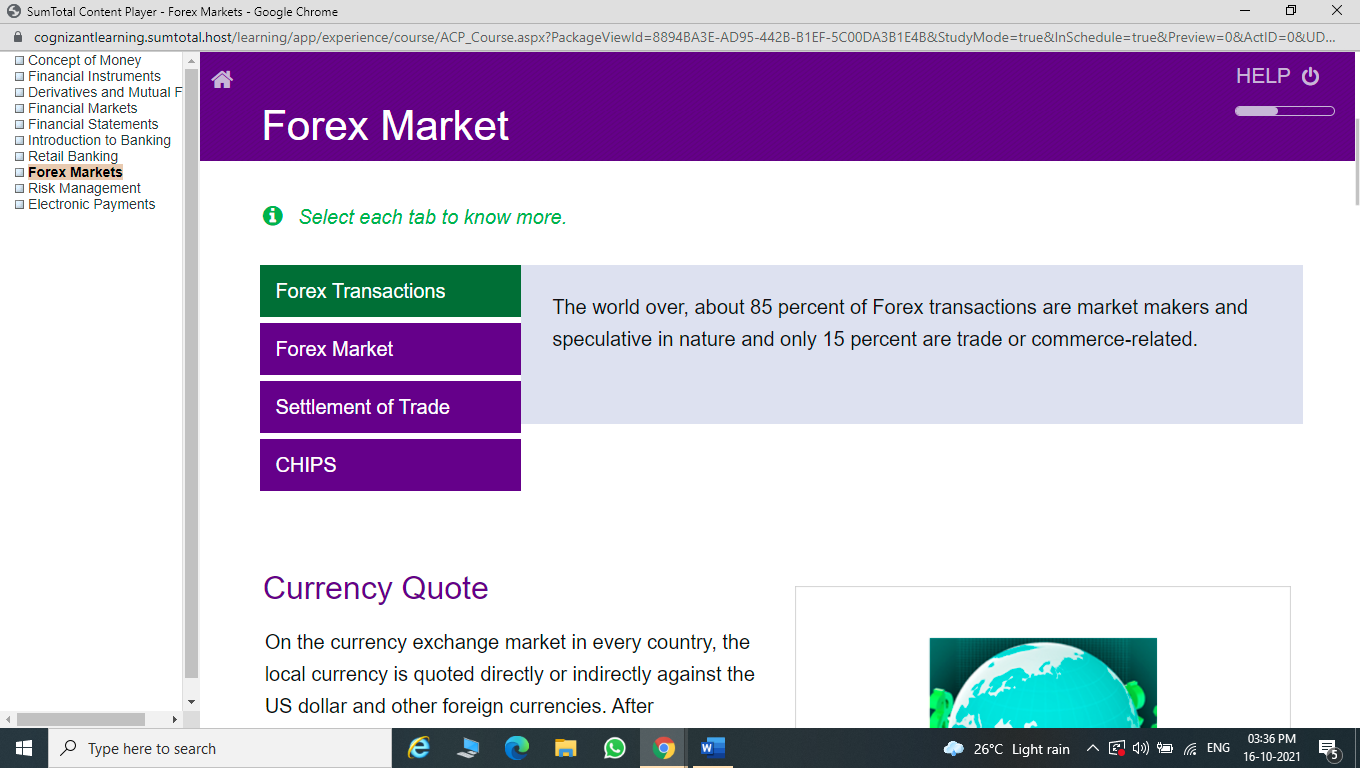 SumTotal Content Player - Forex Markets - Google Chrome
cognizantlearning.sumtotal.host/learning/app/experience/course/ACP_Course.aspx?PackageViewId=8894BA3E-AD95-442B-B1EF-5C00DA3B1E4B&StudyMode=true&InSchedule=true&Preview=0&ActID=0&UD...
Concept of Money
Financial Instruments
Derivatives and Mutual F
Financial Markets
Financial Statements
Introduction to Banking
Retail Banking
Forex Markets
Risk Management
Electronic Payments
HELP
Forex Market
Select each tab to know more.
Forex Transactions
Forex Market
Settlement of Trade
CHIPS
The world over, about 85 percent of Forex transactions are market makers and
speculative in nature and only 15 percent are trade or commerce-related.
Currency Quote
On the currency exchange market in every country, the
local currency is quoted directly or indirectly against the
US dollar and other foreign currencies. After
Type here to search
26°C Light rain
ENG
03:36 PM
16-10-2021
5